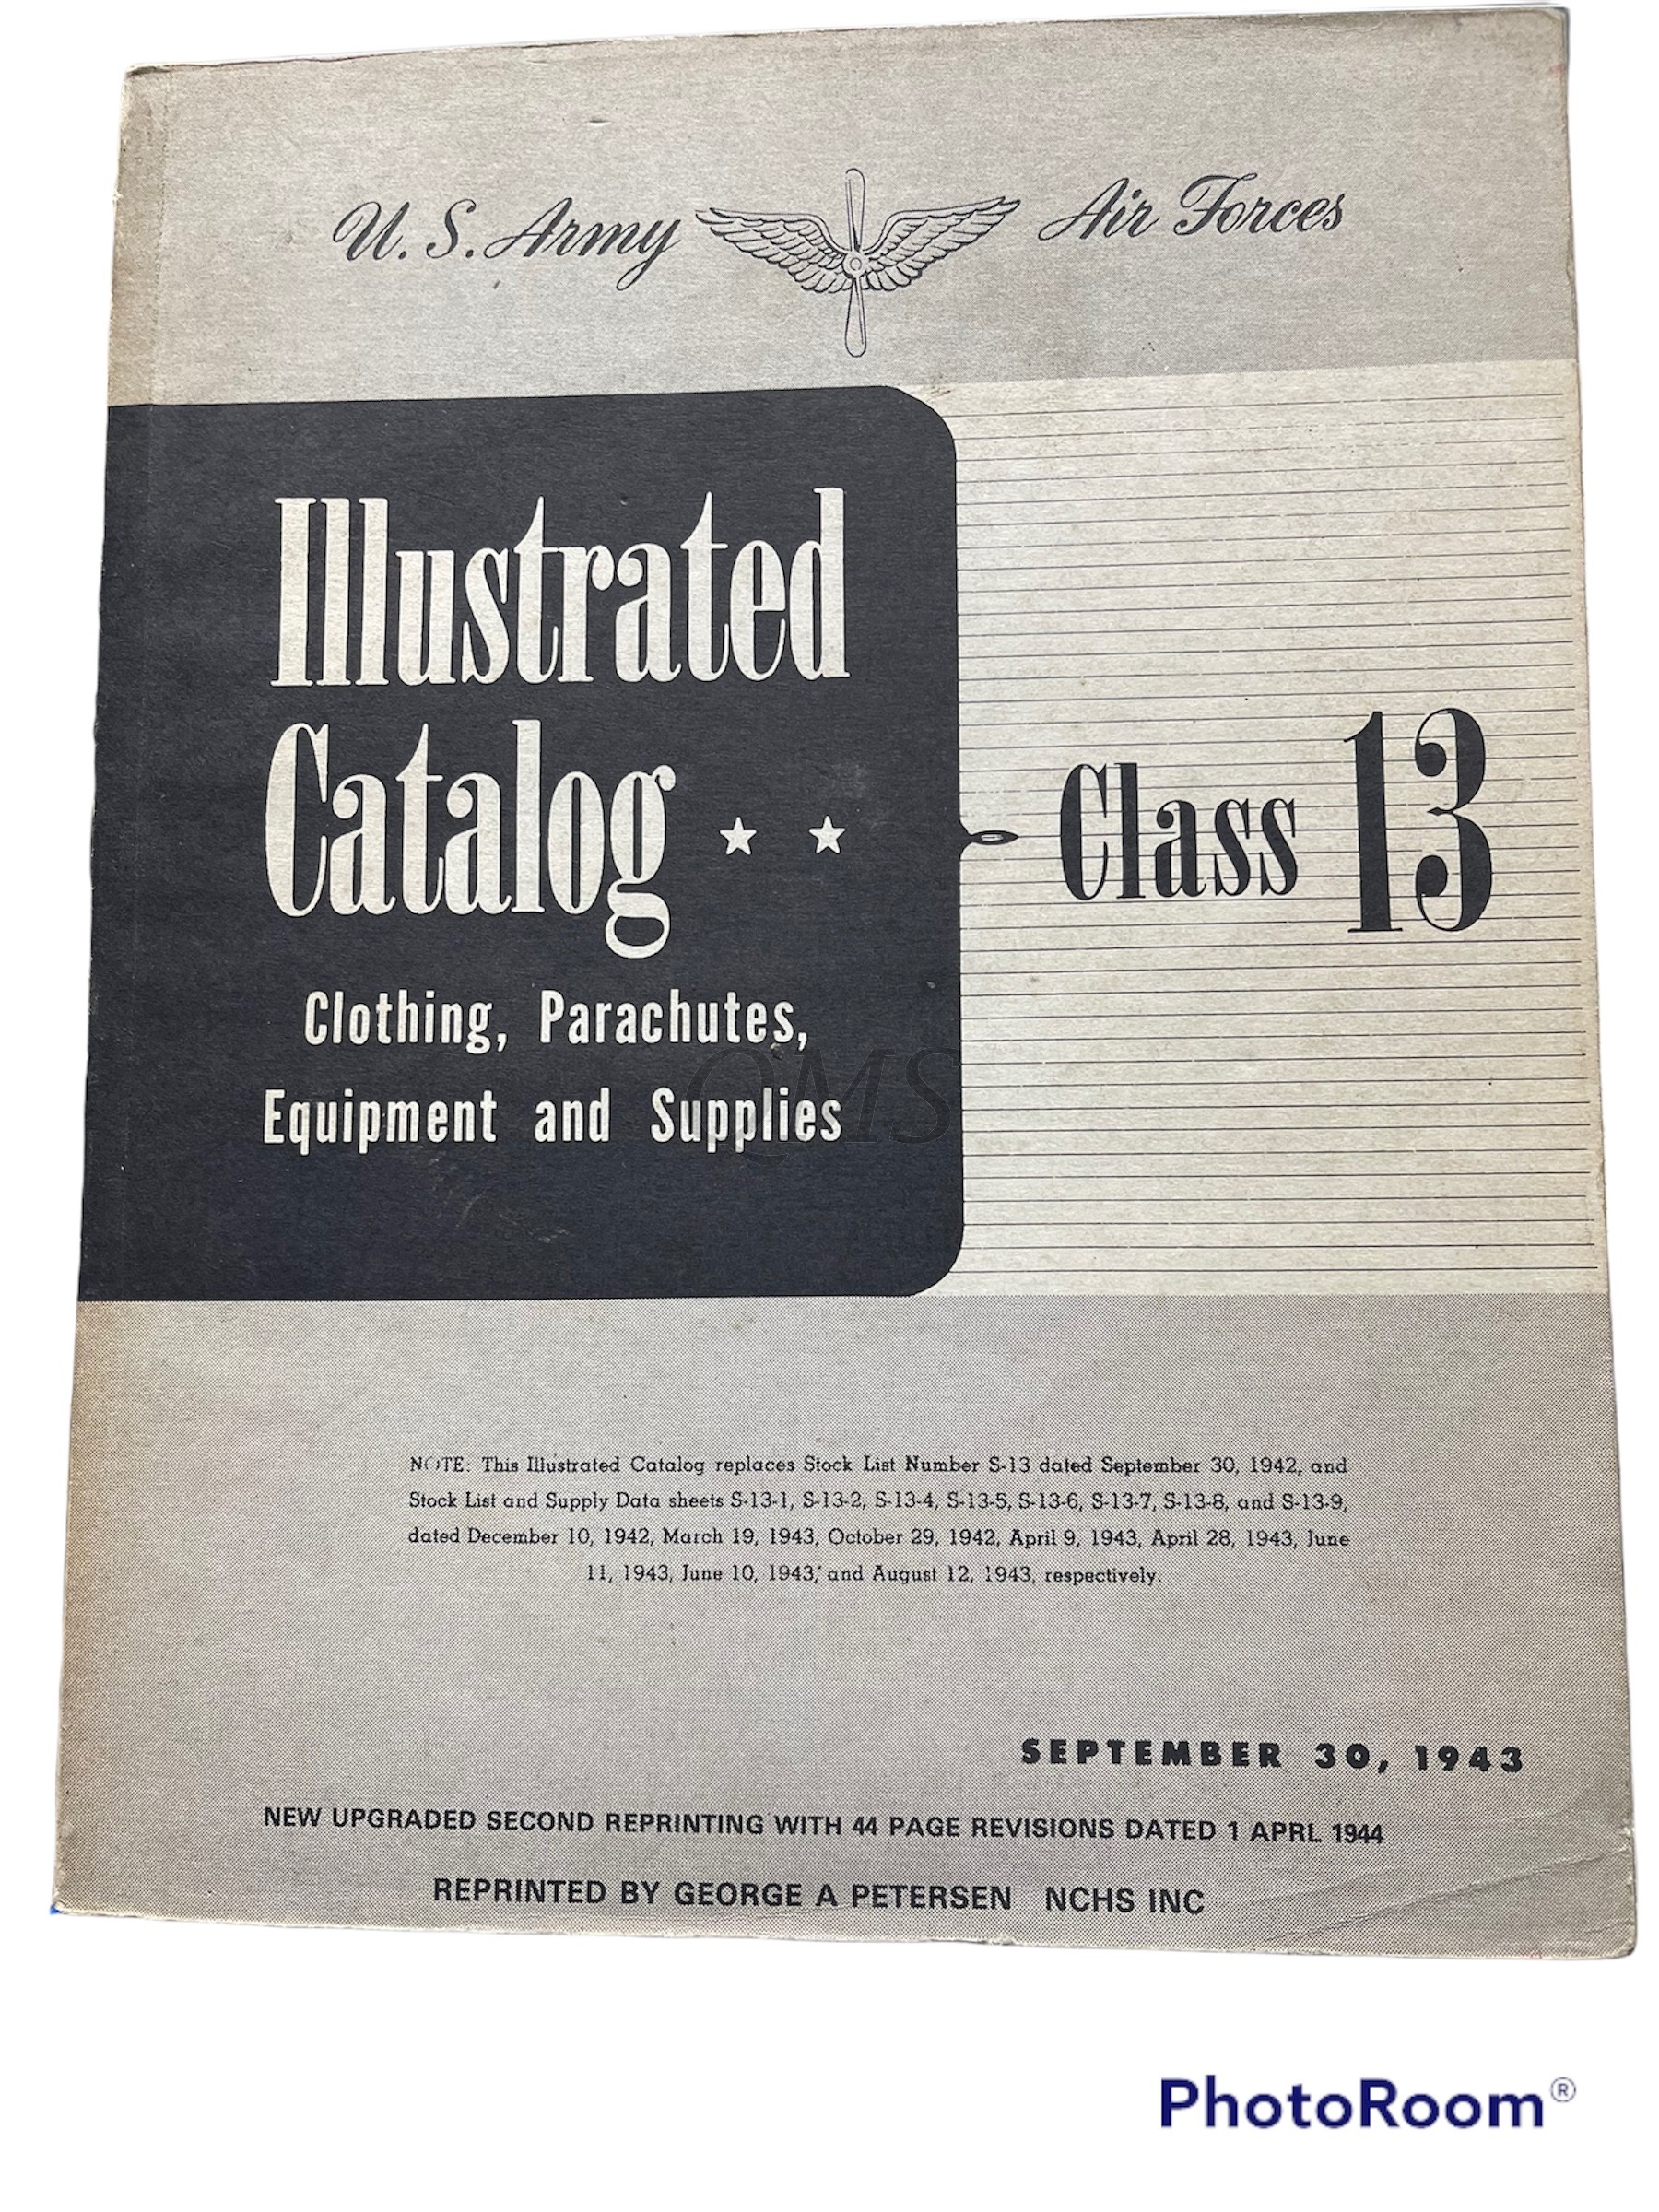 U. S. Army Air Forces
Illustrated
Catalog ★ ★
Class 13
Clothing, Parachutes,
Equipment and Supplies
QMS
NOTE: This Illustrated Catalog replaces Stock List Number S-13 dated September 30, 1942, and
Stock List and Supply Data sheets S-13-1, S-13-2, S-13-4, S-13-5, S-13-6, S-13-7, S-13-8, and S-13-9,
dated December 10, 1942, March 19, 1943, October 29, 1942, April 9, 1943, April 28, 1943, June
11, 1943, June 10, 1943, and August 12, 1943, respectively.
SEPTEMBER 30, 1943
NEW UPGRADED SECOND REPRINTING WITH 44 PAGE REVISIONS DATED 1 APRL 1944
REPRINTED BY GEORGE A PETERSEN NCHS INC
PhotoRoom®